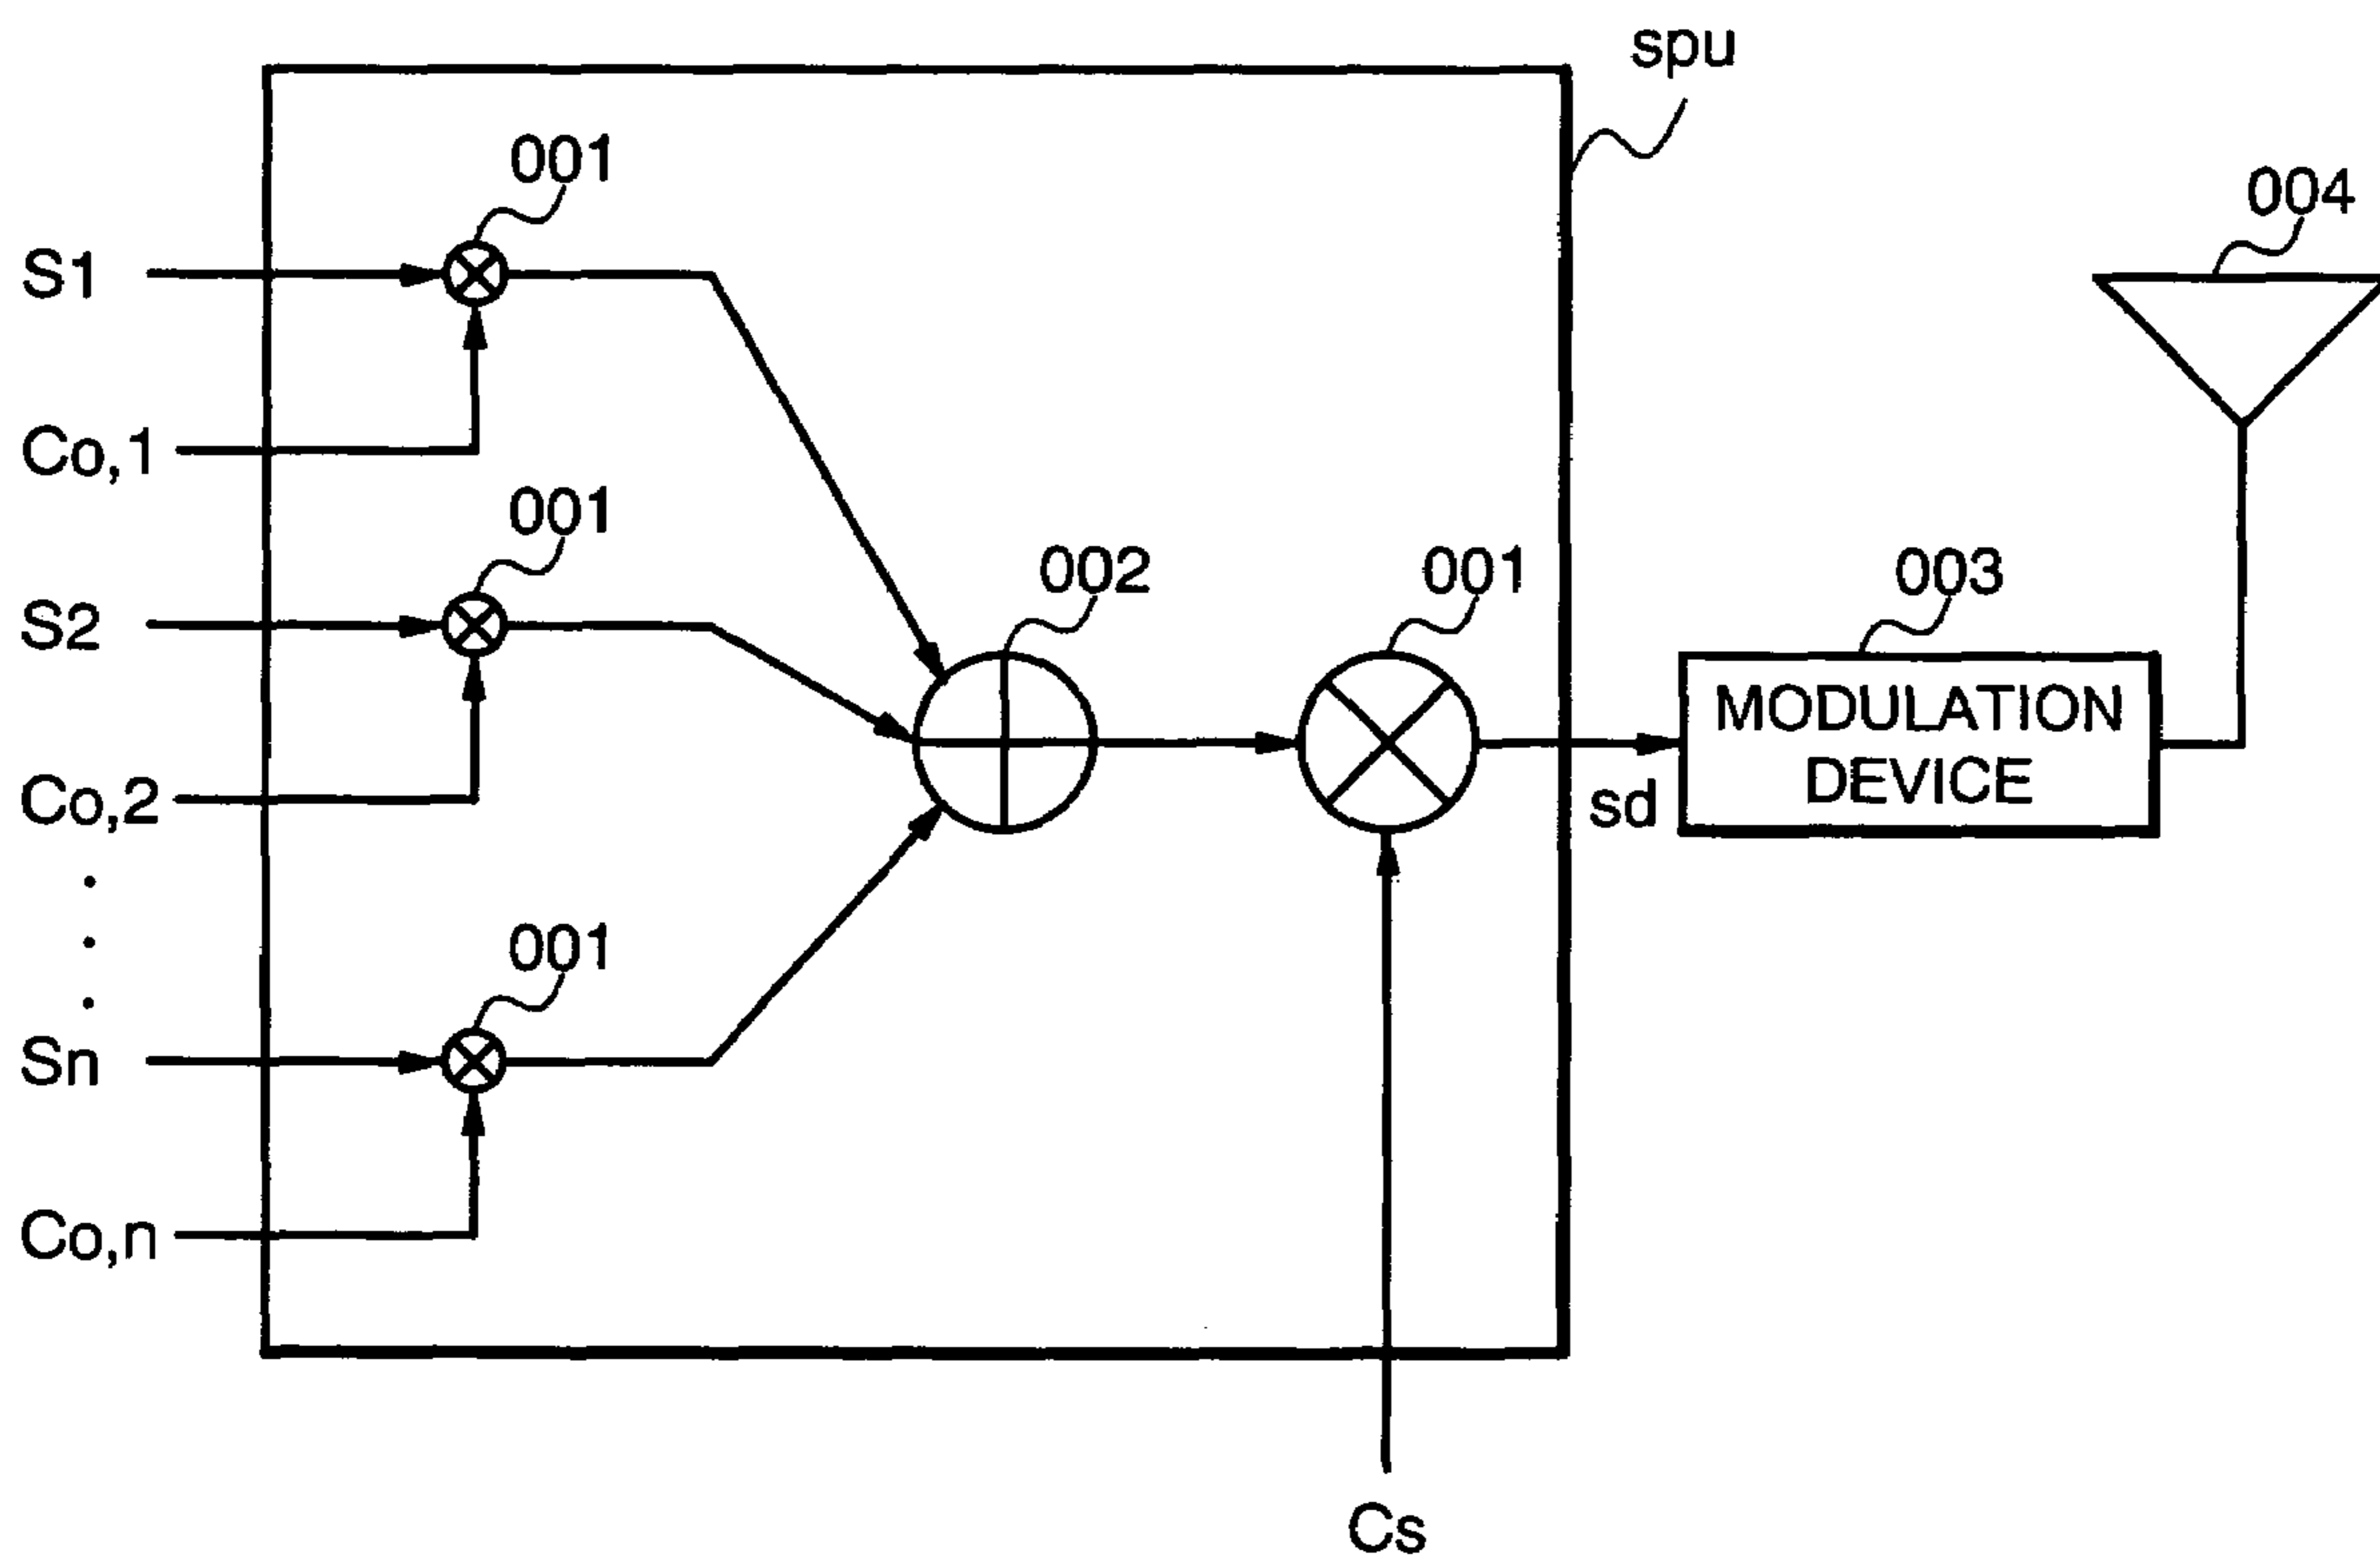 spu
001
004
S1
Co,1
001
002
001
003
S2
MODULATION
DEVICE
sd
Co,2
001
Sn
Co,n
Cs